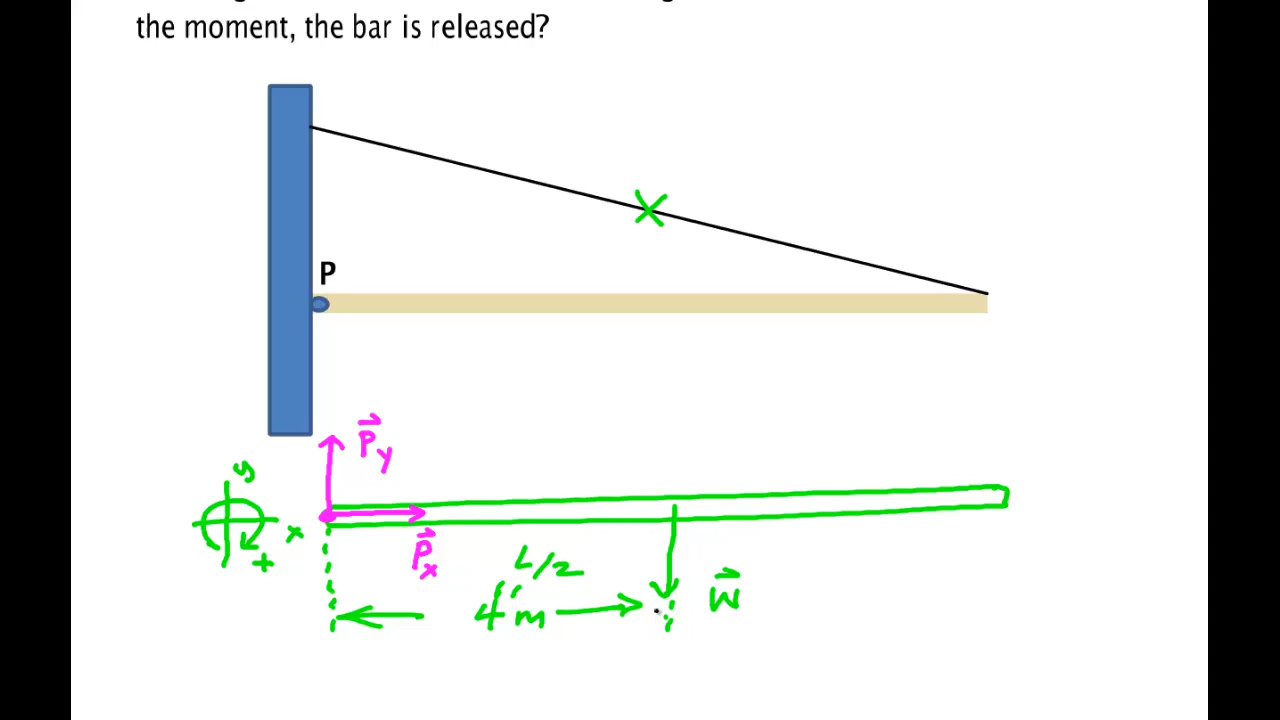 the moment, the bar is released?
P
P y
y
x
+
P x
L/2
4 m
W